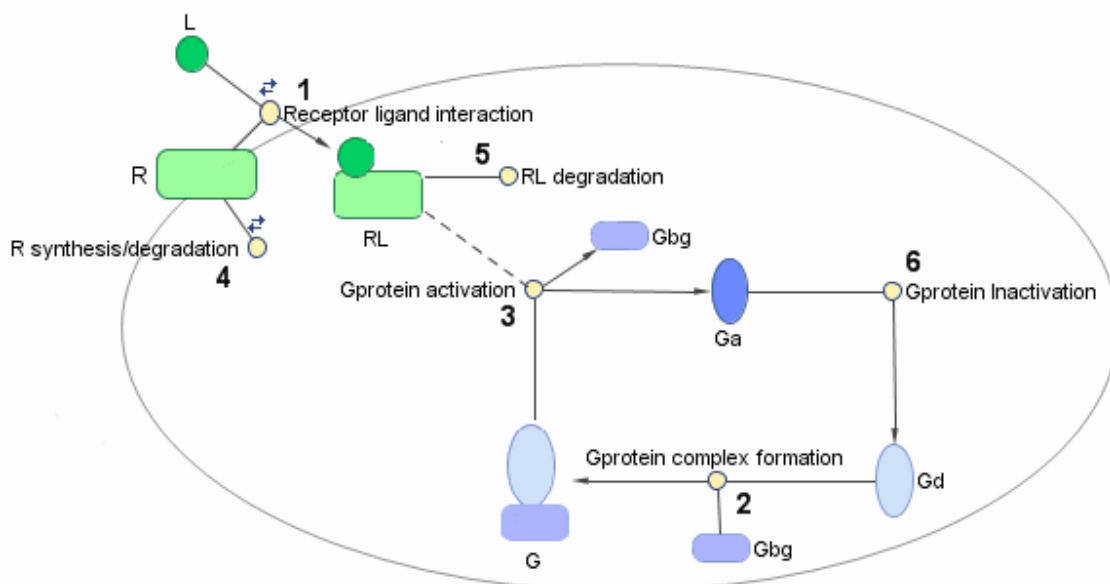 L
1
Receptor ligand interaction
R
5
RL degradation
RL
R synthesis/degradation
4
Gbg
6
Gprotein activation
3
Gprotein Inactivation
Ga
Gprotein complex formation
Gd
2
Gbg
G